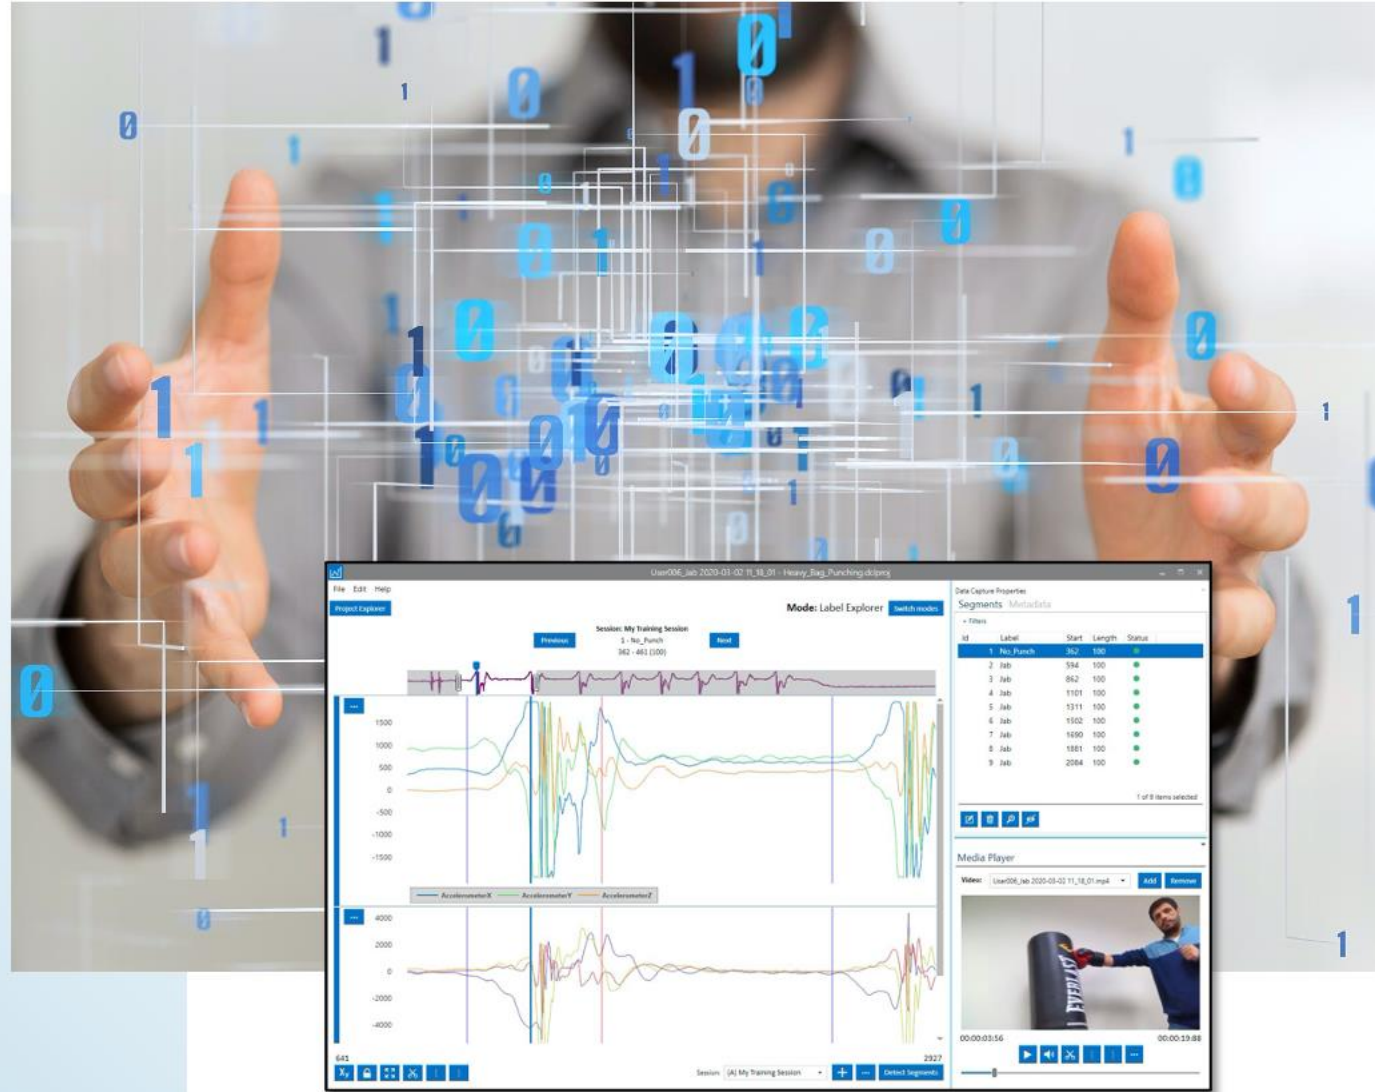 User006_Jab 2020-03-02 11_18_01 - Heavy_Bag_Punching.dclproj
File Edit Help
Project Explorer
Mode: Label Explorer Switch modes
Session: My Training Session
Previous 1 - No_Punch Next
362 - 461 (100)
1500
1000
500
0
-500
-1000
-1500
AccelerometerX AccelerometerY AccelerometerZ
4000
2000
0
-2000
-4000
641 2927
Session (A) My Training Session Detect Segments
Data Capture Properties
Segments Metadata
Filters
Id Label Start Length Status
1 No_Punch 362 100
2 Jab 594 100
3 Jab 862 100
4 Jab 1101 100
5 Jab 1311 100
6 Jab 1502 100
7 Jab 1690 100
8 Jab 1881 100
9 Jab 2084 100
1 of 9 items selected
Media Player
Video: User006_Jab 2020-03-02 11_18_01.mp4 Add Remove
EVERLAST
00:00:03:56 00:00:19:88